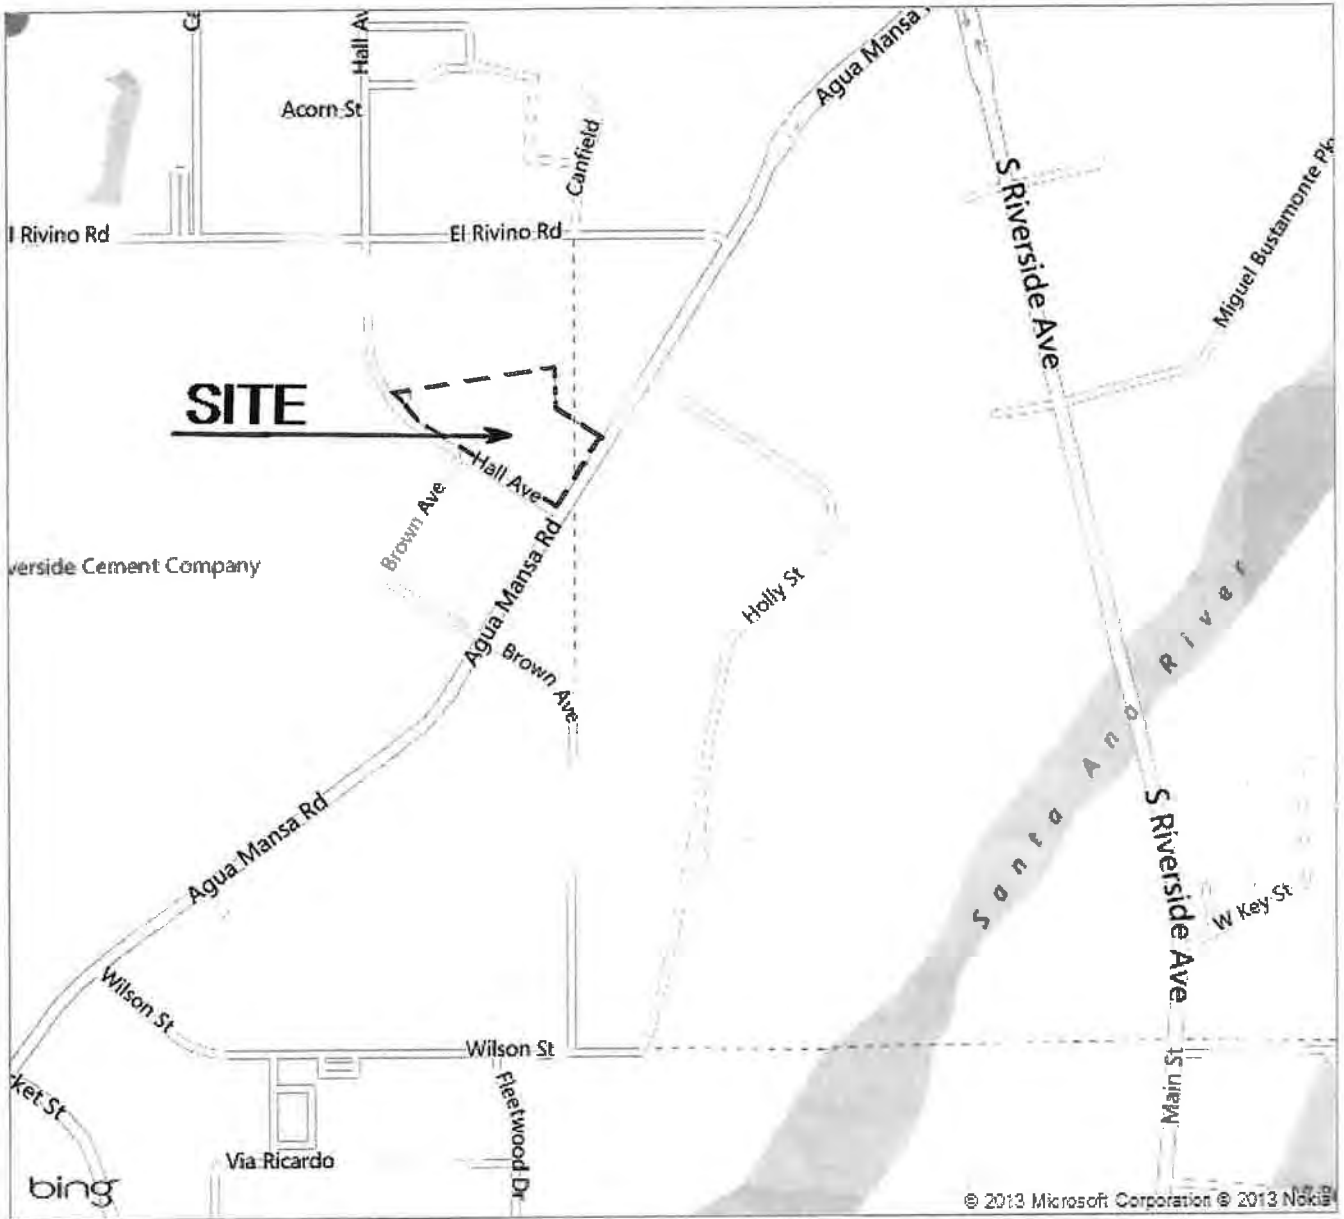 Hall Av
Agua Mansa
Acorn St
Canfield
S Riverside Ave
Miguel Bustamonte Pk
l Rivino Rd
El Rivino Rd
SITE
Hall Ave
Brown Ave
verside Cement Company
Agua Mansa Rd
Holly St
Santa Ana River
Brown Ave
Agua Mansa Rd
S Riverside Ave
W Key St
Wilson St
Wilson St
Main St
rket St
Fleetwood Dr
Via Ricardo
bing
© 2013 Microsoft Corporation © 2013 Nokia